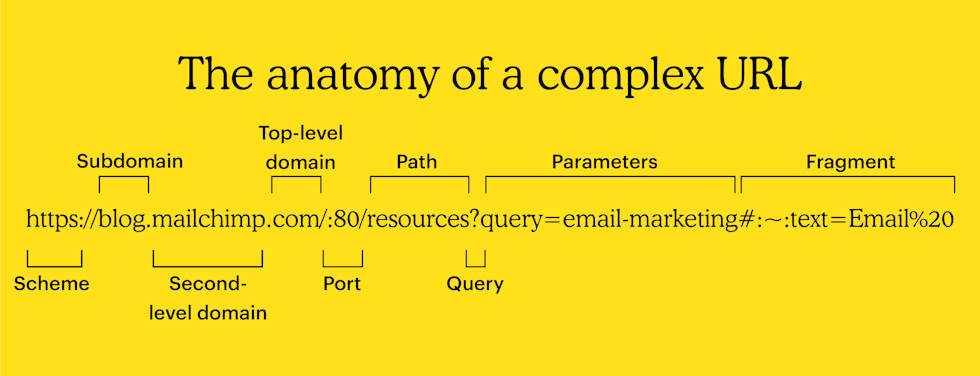 The anatomy of a complex URL
Top-level
domain
Subdomain
Path
Parameters
Fragment
https://blog.mailchimp.com/:80/resources?query=email-marketing#:~:text=Email%20
Scheme
Second-
level domain
Port
Query